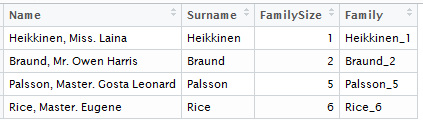 Name Surname FamilySize Family
Heikkinen, Miss. Laina Heikkinen 1 Heikkinen_1
Braund, Mr. Owen Harris Braund 2 Braund_2
Palsson, Master. Gosta Leonard Palsson 5 Palsson_5
Rice, Master. Eugene Rice 6 Rice_6